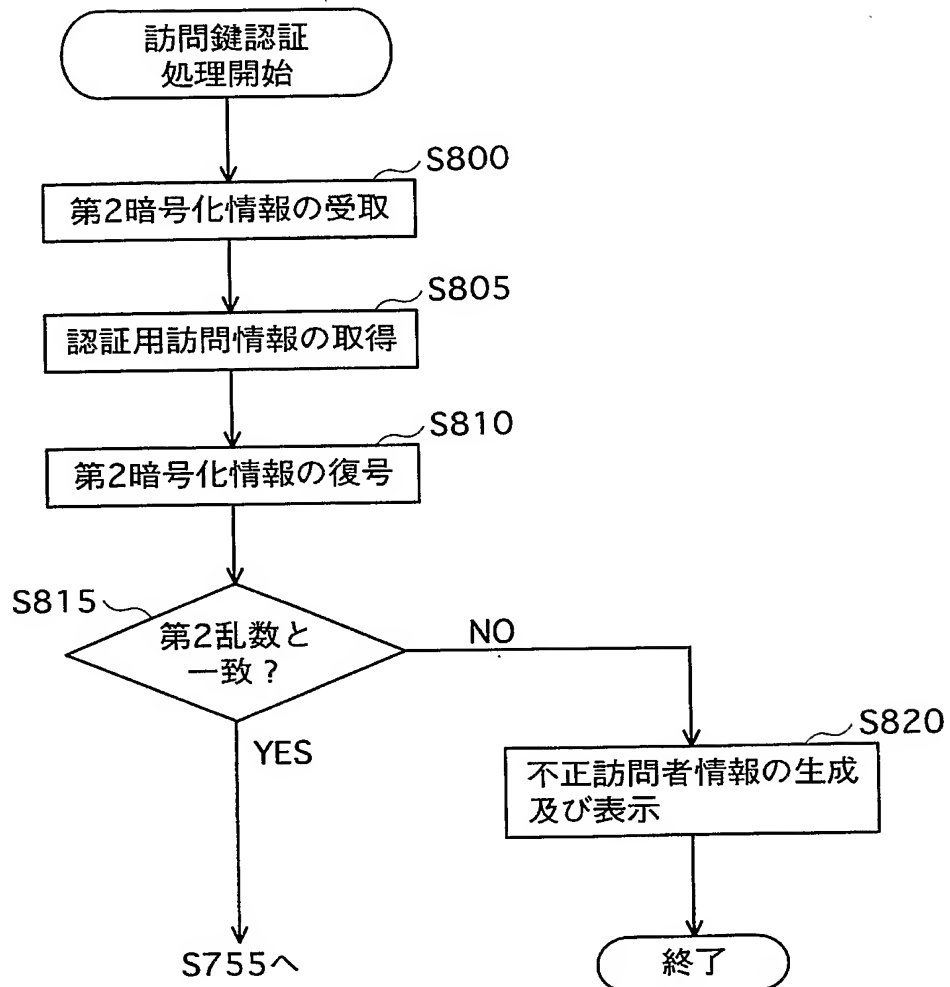 訪問鍵認証
処理開始
S800
第2暗号化情報の受取
S805
認証用訪問情報の取得
S810
第2暗号化情報の復号
S815
第2乱数と
一致？
NO
YES
S820
不正訪問者情報の生成
及び表示
S755へ
終了